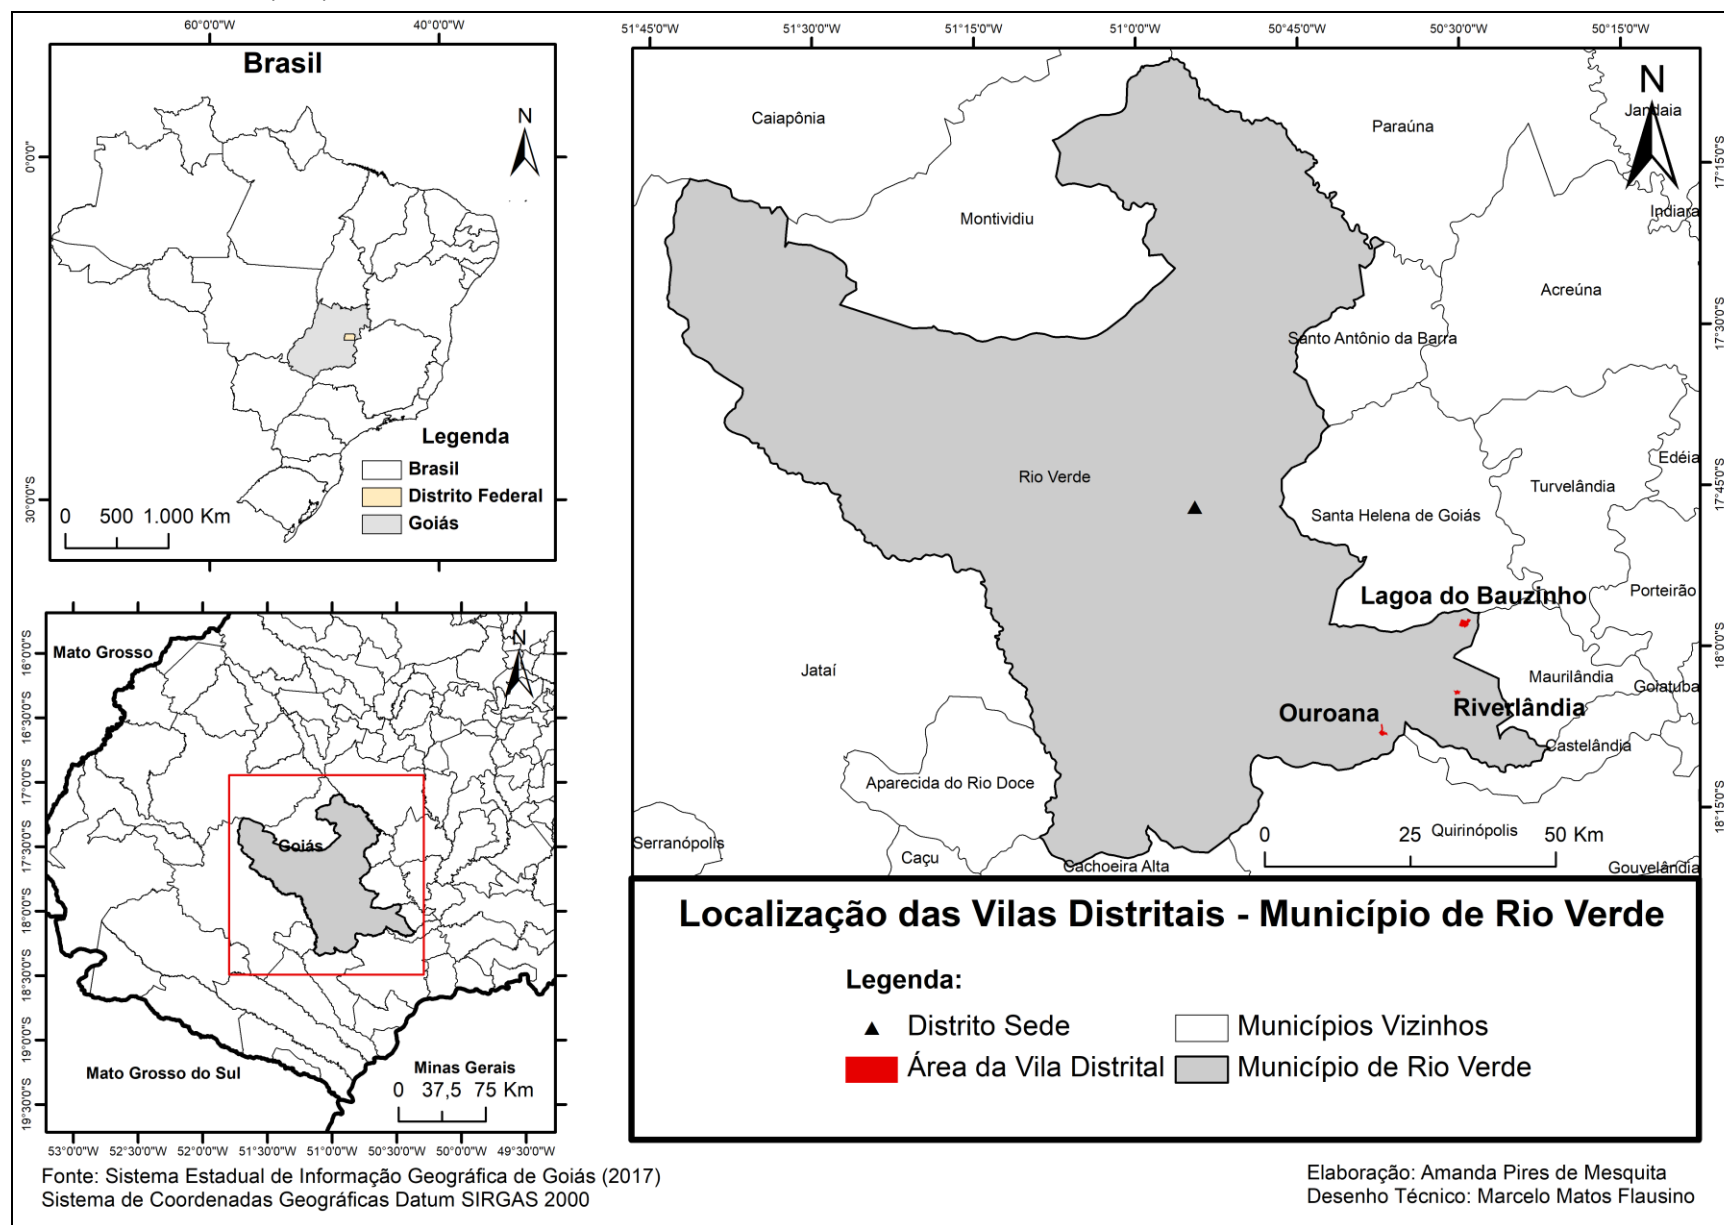 60°0'0"W
40°0'0"W
Brasil
N
0°0'0"
30°0'0"S
Legenda
Brasil
Distrito Federal
Goiás
0 500 1.000 Km
51°45'0"W
51°30'0"W
51°15'0"W
51°0'0"W
50°45'0"W
50°30'0"W
50°15'0"W
N
Caiapônia
Paraúna
Jandaia
17°15'0"S
Montividiu
Indiara
Acreúna
17°30'0"S
Santo Antônio da Barra
Edéia
Rio Verde
17°45'0"S
Turvelândia
Santa Helena de Goiás
Lagoa do Bauzinho
Porteirão
18°0'0"S
Jataí
Maurilândia
Goiatuba
Ouroana
Riverlândia
Castelândia
Aparecida do Rio Doce
18°15'0"S
0 25 50 Km
Quirinópolis
Serranópolis
Caçu
Cachoeira Alta
Gouvelândia
N
Mato Grosso
16°0'0"S
16°30'0"S
17°0'0"S
17°30'0"S
18°0'0"S
18°30'0"S
19°0'0"S
19°30'0"S
Goiás
Mato Grosso do Sul
Minas Gerais
0 37,5 75 Km
53°0'0"W
52°30'0"W
52°0'0"W
51°30'0"W
51°0'0"W
50°30'0"W
50°0'0"W
49°30'0"W
Localização das Vilas Distritais - Município de Rio Verde
Legenda:
Distrito Sede
Municípios Vizinhos
Área da Vila Distrital
Município de Rio Verde
Fonte: Sistema Estadual de Informação Geográfica de Goiás (2017)
Sistema de Coordenadas Geográficas Datum SIRGAS 2000
Elaboração: Amanda Pires de Mesquita
Desenho Técnico: Marcelo Matos Flausino